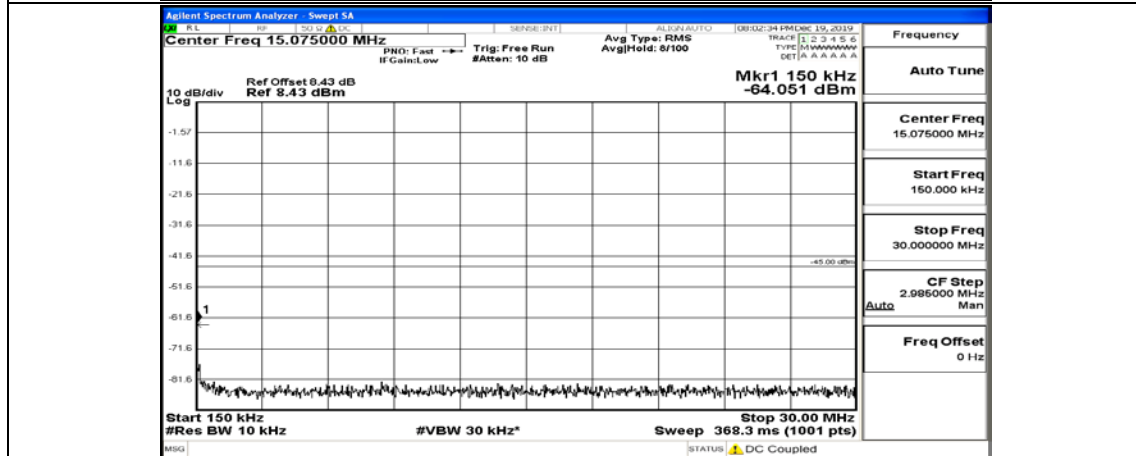 Agilent Spectrum Analyzer - Swept SA
RL RF 50 Ω DC SENSE:INT ALIGN AUTO 08:02:34 PM Dec 19, 2019
Center Freq 15.075000 MHz
PNO: Fast
IFGain:Low
Trig: Free Run
#Atten: 10 dB
Avg Type: RMS
Avg|Hold: 8/100
TRACE 1 2 3 4 5 6
TYPE M WWWWW
DET A A A A A A
Ref Offset 8.43 dB
10 dB/div Ref 8.43 dBm
Log
Mkr1 150 kHz
-64.051 dBm
-1.57
-11.6
-21.6
-31.6
-41.6
-45.00 dBm
-51.6
1
-61.6
-71.6
-81.6
Start 150 kHz
Stop 30.00 MHz
#Res BW 10 kHz #VBW 30 kHz* Sweep 368.3 ms (1001 pts)
MSG STATUS DC Coupled
Frequency
Auto Tune
Center Freq
15.075000 MHz
Start Freq
150.000 kHz
Stop Freq
30.000000 MHz
CF Step
2.985000 MHz
Auto Man
Freq Offset
0 Hz